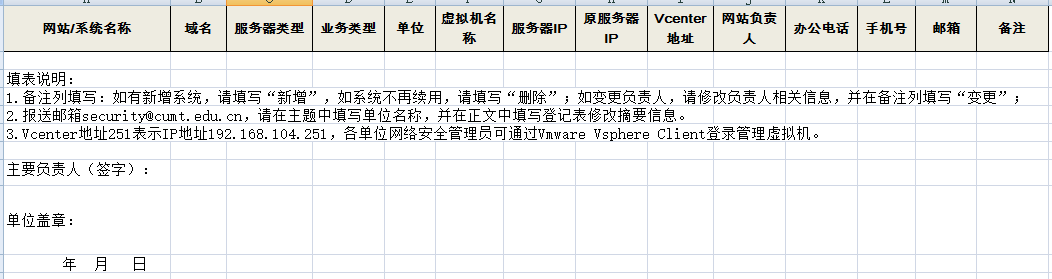 网站/系统名称 域名 服务器类型 业务类型 单位 虚拟机名称 服务器IP 原服务器IP Vcenter地址 网站负责人 办公电话 手机号 邮箱 备注
填表说明：
1.备注列填写：如有新增系统，请填写“新增”，如系统不再续用，请填写“删除”；如变更负责人，请修改负责人相关信息，并在备注列填写“变更”；
2.报送邮箱security@cumt.edu.cn，请在主题中填写单位名称，并在正文中填写登记表修改摘要信息。
3.Vcenter地址251表示IP地址192.168.104.251，各单位网络安全管理员可通过Vmware Vsphere Client登录管理虚拟机。
主要负责人（签字）：
单位盖章：
年 月 日